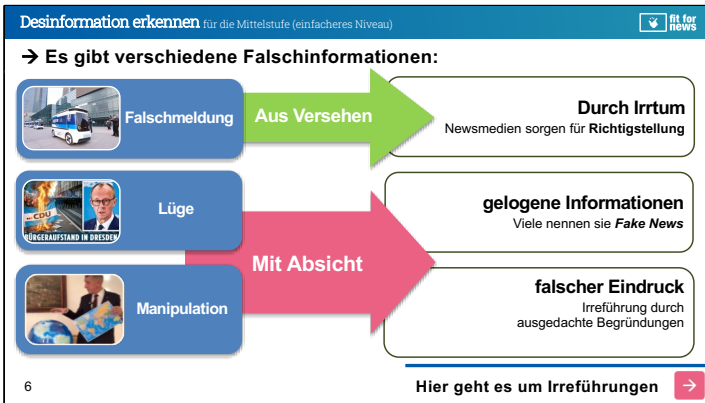 Desinformation erkennen für die Mittelstufe (einfacheres Niveau)
fit for
news
→ Es gibt verschiedene Falschinformationen:
Falschmeldung
Aus Versehen
Durch Irrtum
Newsmedien sorgen für Richtigstellung
CDU
BÜRGERAUFSTAND IN DRESDEN
Lüge
gelogene Informationen
Viele nennen sie Fake News
Mit Absicht
Manipulation
falscher Eindruck
Irreführung durch
ausgedachte Begründungen
6
Hier geht es um Irreführungen →